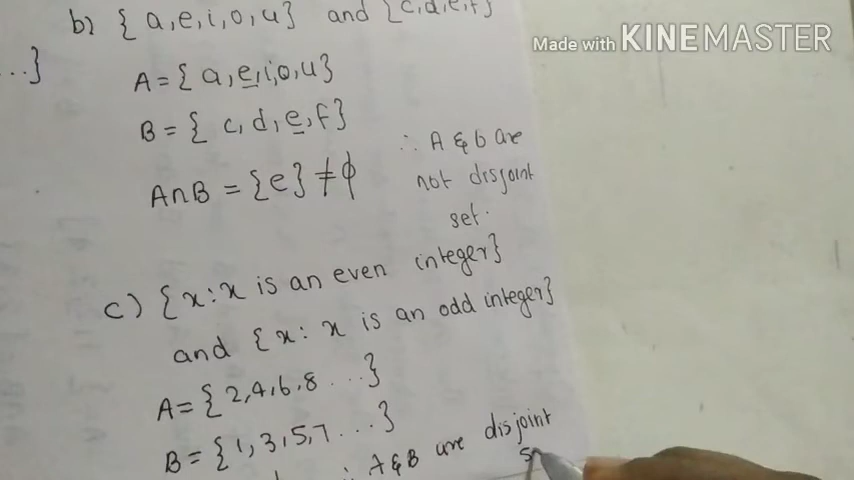 b) { a, e, i, o, u } and { c, d, e, f }
Made with KINEMASTER
...}
A = { a, e, i, o, u }
B = { c, d, e, f }
A∩B = {e} ≠ ϕ
∴ A & b are
not disjoint
set.
c) { x : x is an even integer}
and { x : x is an odd integer}
A = { 2, 4, 6, 8 ...}
B = { 1, 3, 5, 7 ...}
∴ A & B are disjoint